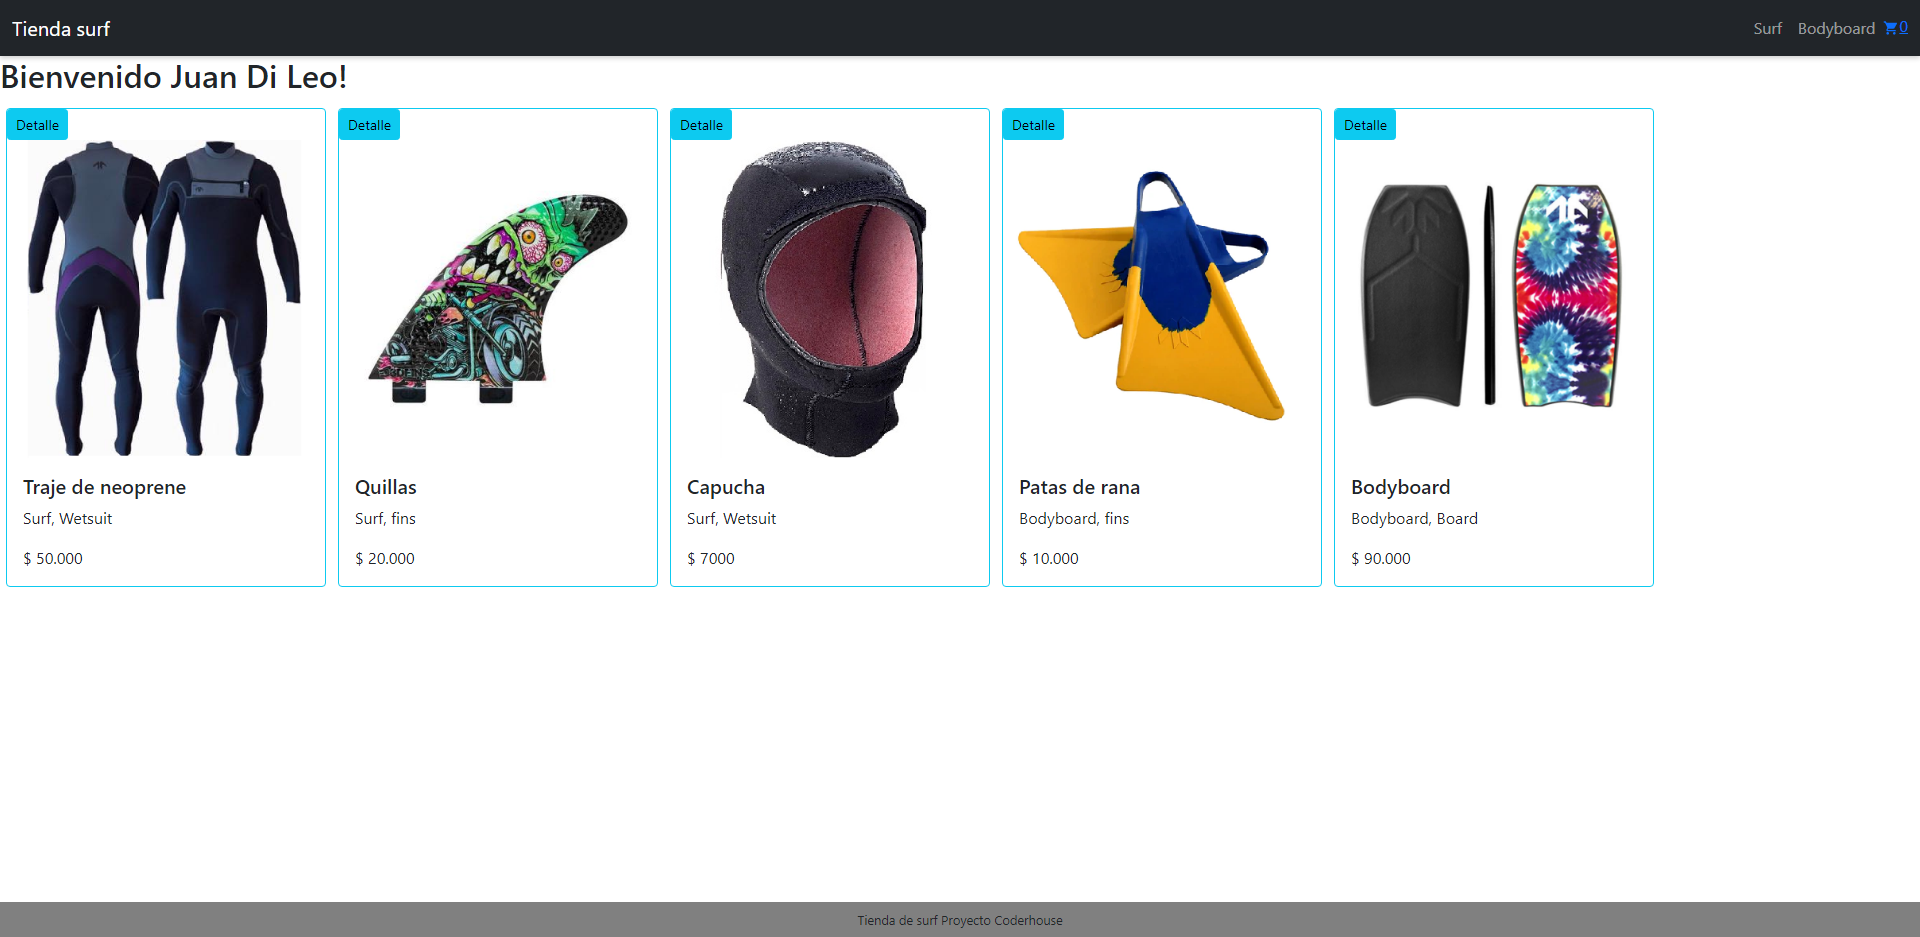 Tienda surf
Surf Bodyboard 0
Bienvenido Juan Di Leo!
Detalle
Traje de neoprene
Surf, Wetsuit
$ 50.000
Detalle
Quillas
Surf, fins
$ 20.000
Detalle
Capucha
Surf, Wetsuit
$ 7000
Detalle
Patas de rana
Bodyboard, fins
$ 10.000
Detalle
Bodyboard
Bodyboard, Board
$ 90.000
Tienda de surf Proyecto Coderhouse